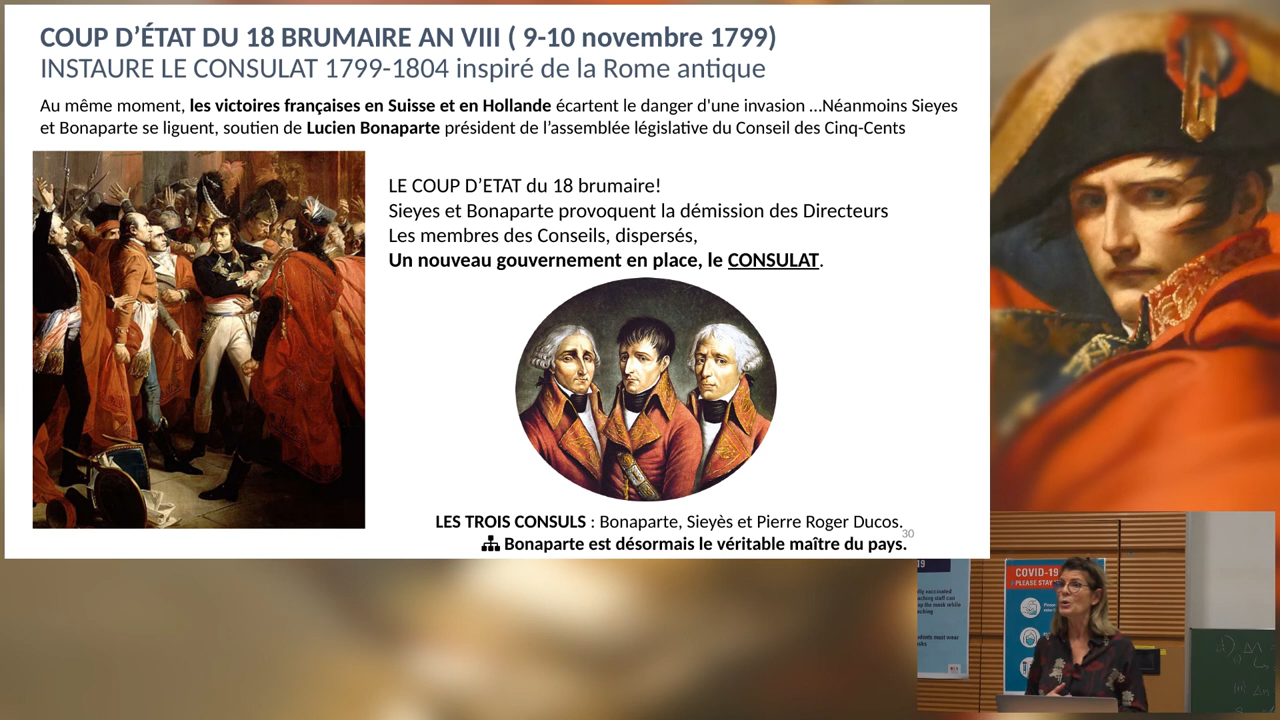 COUP D’ÉTAT DU 18 BRUMAIRE AN VIII ( 9-10 novembre 1799)
INSTAURE LE CONSULAT 1799-1804 inspiré de la Rome antique
Au même moment, les victoires françaises en Suisse et en Hollande écartent le danger d'une invasion …Néanmoins Sieyes
et Bonaparte se liguent, soutien de Lucien Bonaparte président de l’assemblée législative du Conseil des Cinq-Cents
LE COUP D’ETAT du 18 brumaire!
Sieyes et Bonaparte provoquent la démission des Directeurs
Les membres des Conseils, dispersés,
Un nouveau gouvernement en place, le CONSULAT.
LES TROIS CONSULS : Bonaparte, Sieyès et Pierre Roger Ducos.
30
Bonaparte est désormais le véritable maître du pays.
19
COVID-19
PLEASE STAY